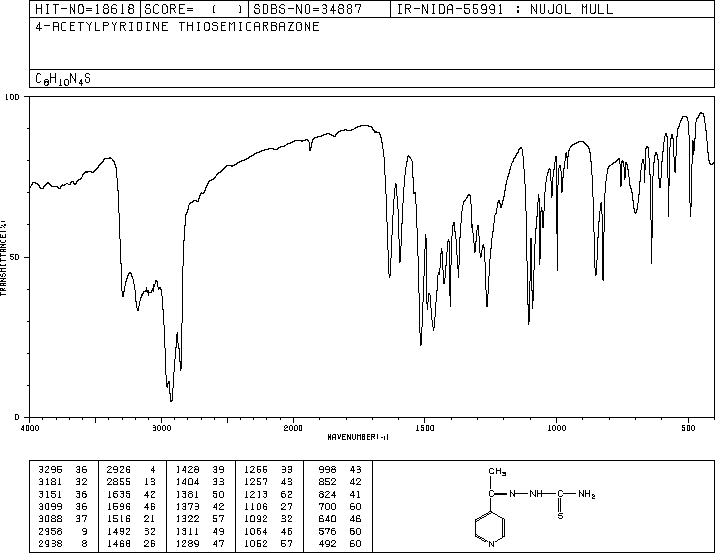 HIT-NO=18618 SCORE= ( ) SDBS-NO=34887 IR-NIDA-55991 : NUJOL MULL
4-ACETYLPYRIDINE THIOSEMICARBAZONE
C8H10N4S
100
50
0
TRANSMITTANCE(%)
4000 3000 2000 1500 1000 500
WAVENUMBER(-1)
3295 36 2926 4 1428 39 1266 33 998 43
3181 32 2855 13 1404 33 1257 43 852 42
3151 36 1635 42 1381 50 1213 62 824 41
3099 36 1596 46 1373 42 1106 27 700 60
3088 37 1516 21 1322 57 1092 32 640 46
2956 9 1492 32 1311 49 1064 46 576 60
2938 8 1468 26 1289 47 1052 57 492 60
CH3
C N NH C NH2
S
N